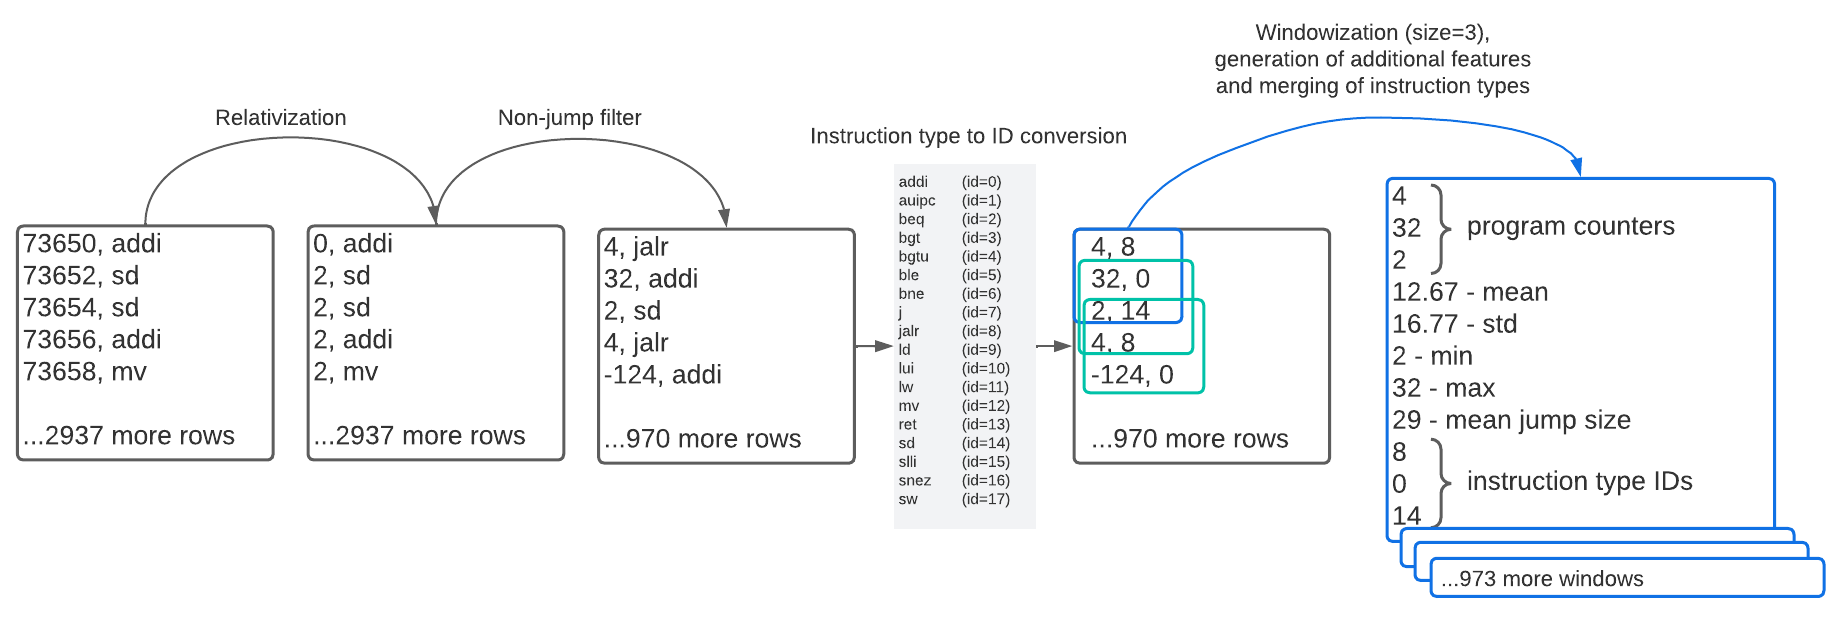 Relativization
Non-jump filter
Instruction type to ID conversion
Windowization (size=3),
generation of additional features
and merging of instruction types
73650, addi
73652, sd
73654, sd
73656, addi
73658, mv
...2937 more rows
0, addi
2, sd
2, sd
2, addi
2, mv
...2937 more rows
4, jalr
32, addi
2, sd
4, jalr
-124, addi
...970 more rows
addi (id=0)
auipc (id=1)
beq (id=2)
bgt (id=3)
bgtu (id=4)
ble (id=5)
bne (id=6)
j (id=7)
jalr (id=8)
ld (id=9)
lui (id=10)
lw (id=11)
mv (id=12)
ret (id=13)
sd (id=14)
slli (id=15)
snez (id=16)
sw (id=17)
4, 8
32, 0
2, 14
4, 8
-124, 0
...970 more rows
4
32
2
program counters
12.67 - mean
16.77 - std
2 - min
32 - max
29 - mean jump size
8
0
14
instruction type IDs
...973 more windows